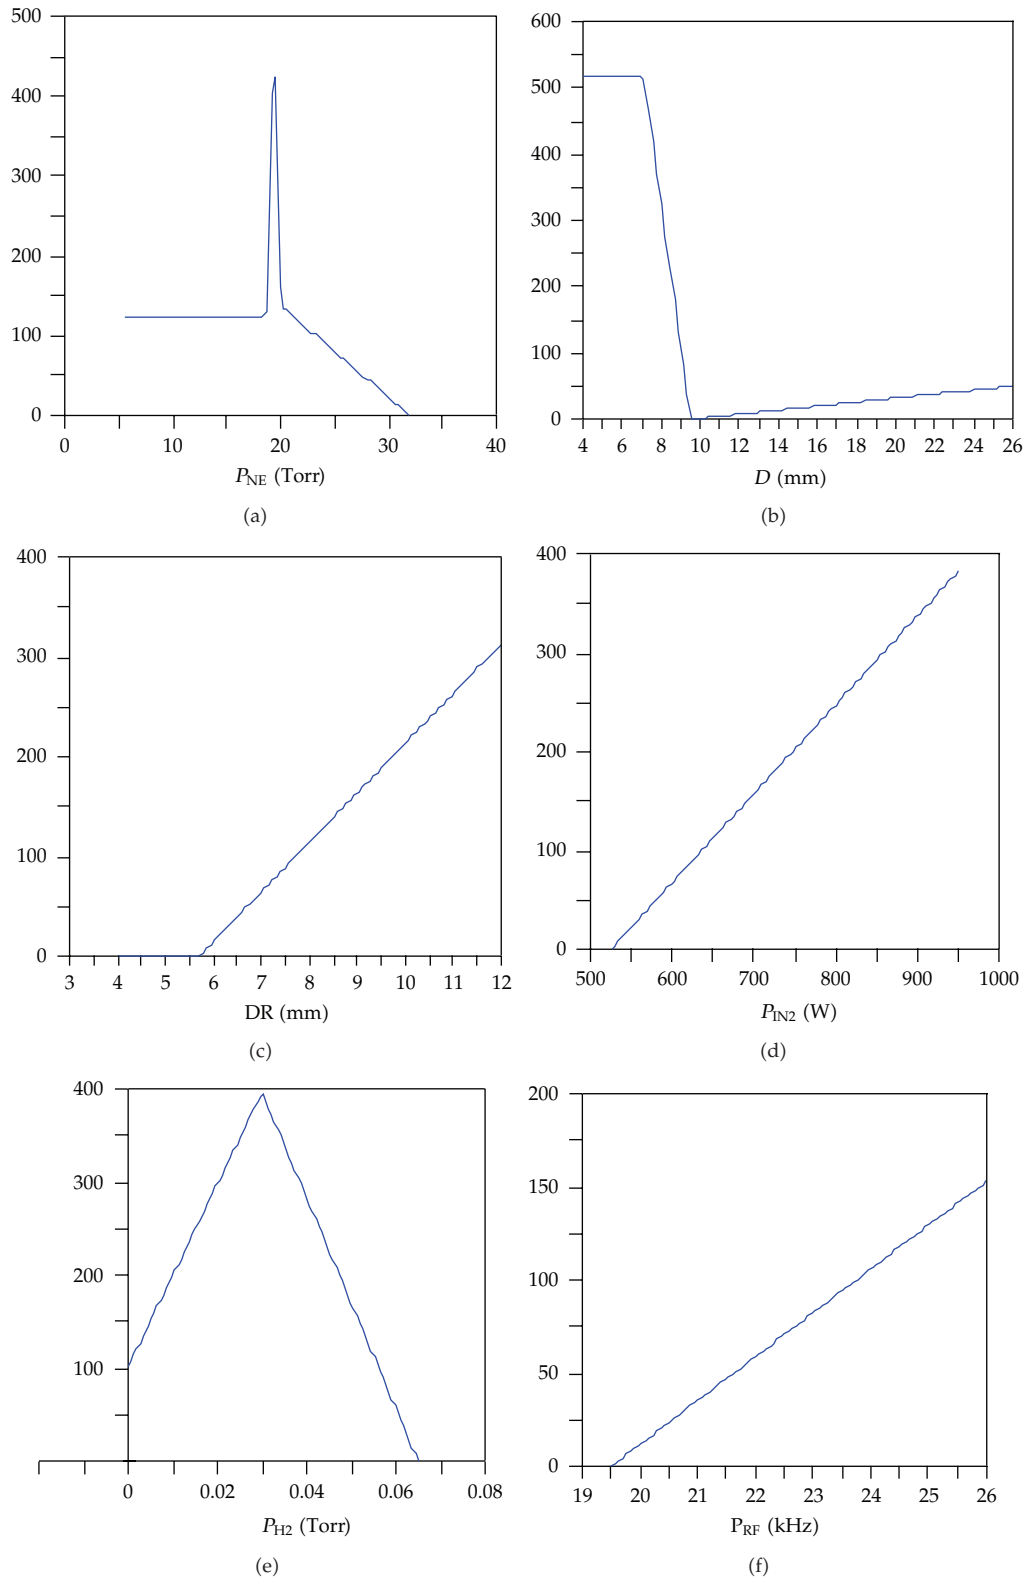 500
400
300
200
100
0
0 10 20 30 40
P_NE (Torr)
(a)
600
500
400
300
200
100
0
4 6 8 10 12 14 16 18 20 22 24 26
D (mm)
(b)
400
300
200
100
0
3 4 5 6 7 8 9 10 11 12
DR (mm)
(c)
400
300
200
100
0
500 600 700 800 900 1000
P_IN2 (W)
(d)
400
300
200
100
0 0.02 0.04 0.06 0.08
P_H2 (Torr)
(e)
200
150
100
50
0
19 20 21 22 23 24 25 26
P_RF (kHz)
(f)